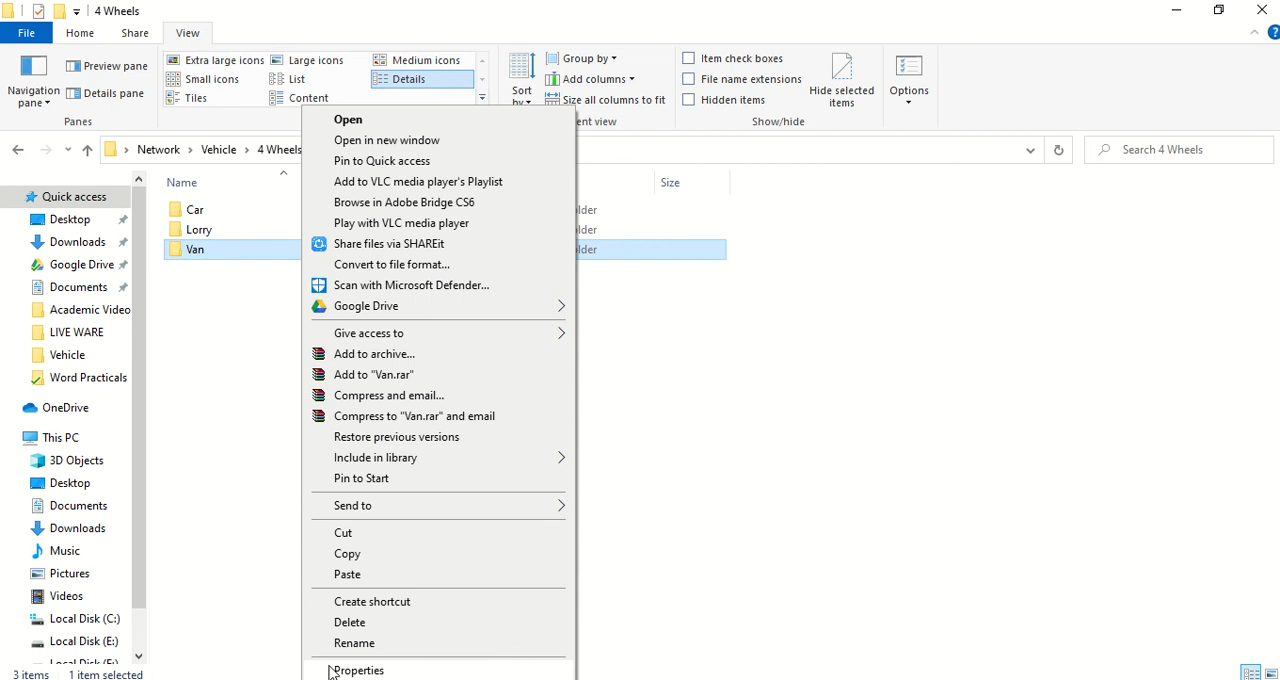 4 Wheels
File Home Share View
Navigation pane
Preview pane
Details pane
Panes
Extra large icons Large icons Medium icons
Small icons List Details
Tiles Content
Sort by
Group by
Add columns
Size all columns to fit
ent view
Item check boxes
File name extensions
Hidden items
Hide selected items
Show/hide
Options
Network > Vehicle > 4 Wheels
Search 4 Wheels
Name Size
Car lder
Lorry lder
Van lder
Quick access
Desktop
Downloads
Google Drive
Documents
Academic Video
LIVE WARE
Vehicle
Word Practicals
OneDrive
This PC
3D Objects
Desktop
Documents
Downloads
Music
Pictures
Videos
Local Disk (C:)
Local Disk (E:)
Local Disk (F:)
Open
Open in new window
Pin to Quick access
Add to VLC media player's Playlist
Browse in Adobe Bridge CS6
Play with VLC media player
Share files via SHAREit
Convert to file format...
Scan with Microsoft Defender...
Google Drive
Give access to
Add to archive...
Add to "Van.rar"
Compress and email...
Compress to "Van.rar" and email
Restore previous versions
Include in library
Pin to Start
Send to
Cut
Copy
Paste
Create shortcut
Delete
Rename
Properties
3 items 1 item selected